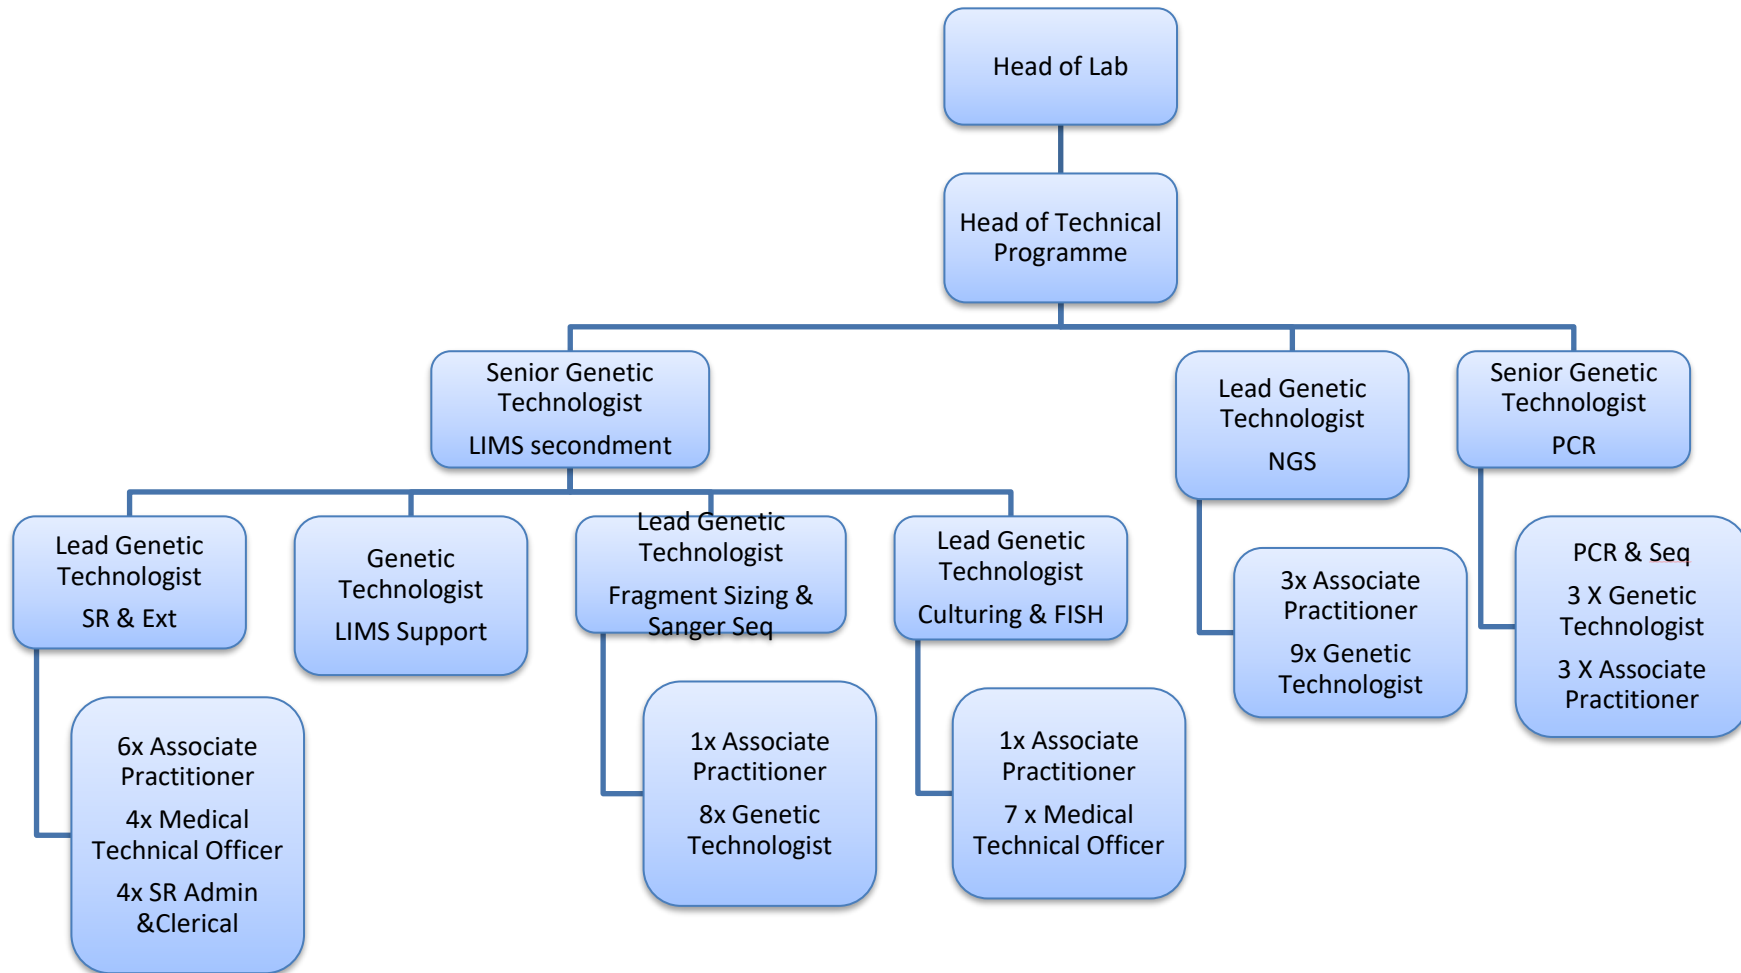 Head of Lab
Head of Technical
Programme
Senior Genetic
Technologist
LIMS secondment
Lead Genetic
Technologist
NGS
Senior Genetic
Technologist
PCR
Lead Genetic
Technologist
SR & Ext
Genetic
Technologist
LIMS Support
Lead Genetic
Technologist
Fragment Sizing &
Sanger Seq
Lead Genetic
Technologist
Culturing & FISH
3x Associate
Practitioner
9x Genetic
Technologist
PCR & Seq
3 X Genetic
Technologist
3 X Associate
Practitioner
6x Associate
Practitioner
4x Medical
Technical Officer
4x SR Admin
&Clerical
1x Associate
Practitioner
8x Genetic
Technologist
1x Associate
Practitioner
7 x Medical
Technical Officer